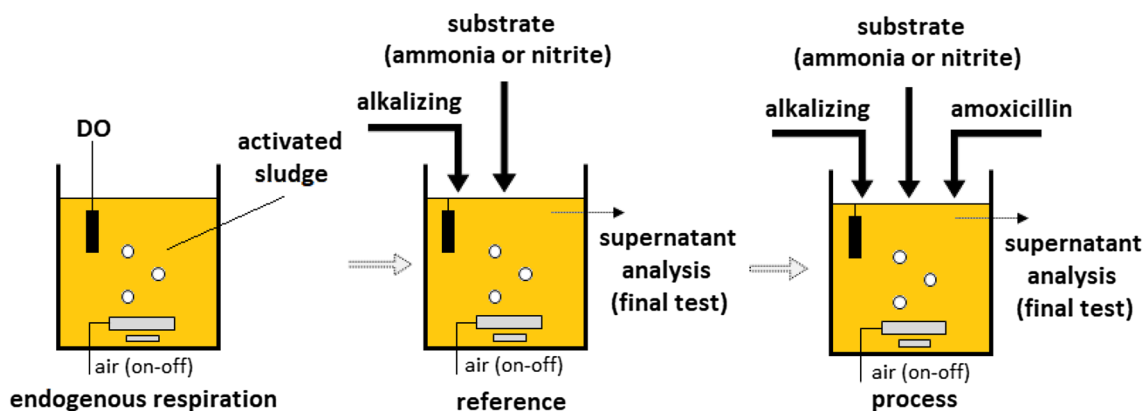 DO
activated
sludge
air (on-off)
endogenous respiration
substrate
(ammonia or nitrite)
alkalizing
supernatant
analysis
(final test)
air (on-off)
reference
substrate
(ammonia or nitrite)
alkalizing
amoxicillin
supernatant
analysis
(final test)
air (on-off)
process